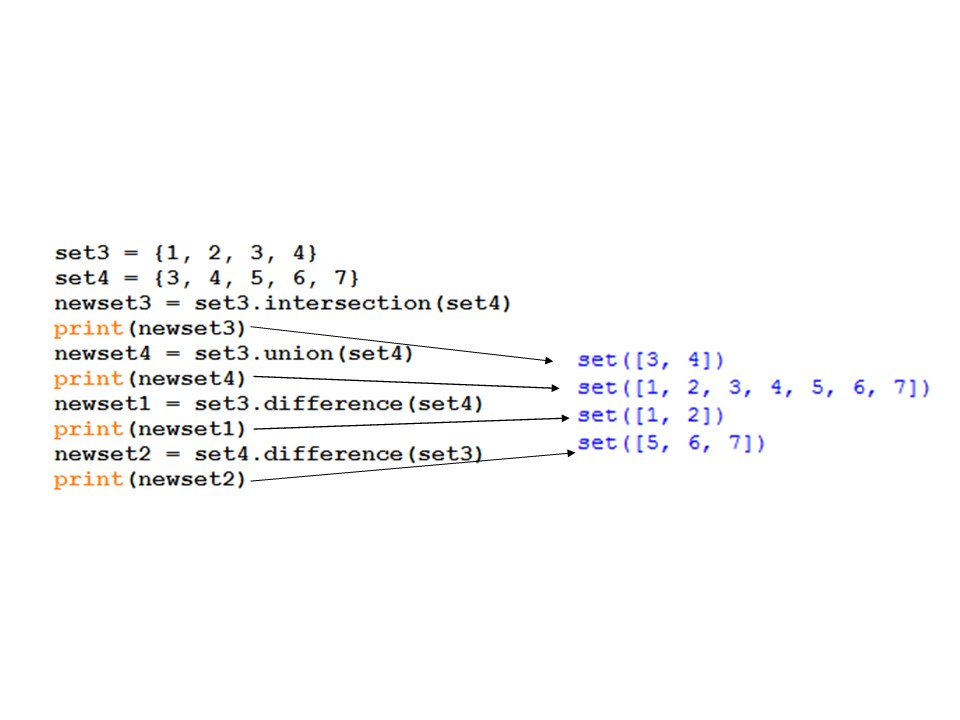 set3 = {1, 2, 3, 4}
set4 = {3, 4, 5, 6, 7}
newset3 = set3.intersection(set4)
print(newset3)
newset4 = set3.union(set4)
print(newset4)
newset1 = set3.difference(set4)
print(newset1)
newset2 = set4.difference(set3)
print(newset2)
set([3, 4])
set([1, 2, 3, 4, 5, 6, 7])
set([1, 2])
set([5, 6, 7])